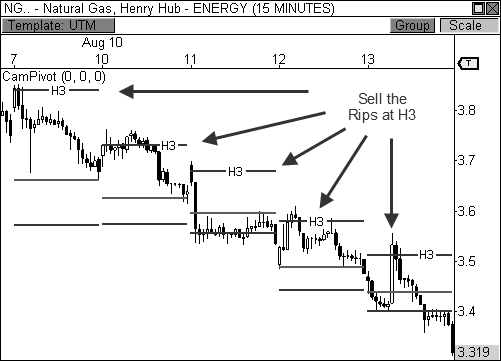 NG.. - Natural Gas, Henry Hub - ENERGY (15 MINUTES)
Template: UTM
Group
Scale
Aug 10
7
10
11
12
13
T
CamPivot (0, 0, 0)
H3
H3
H3
H3
H3
Sell the
Rips at H3
3.8
3.7
3.6
3.5
3.4
3.319